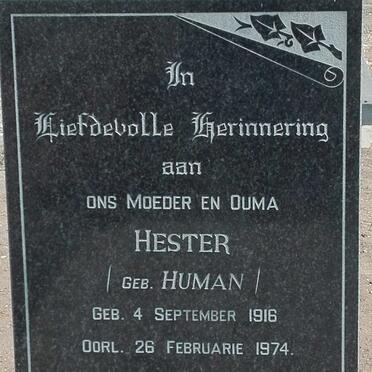 In
Liefdevolle Herinnering
aan
ONS MOEDER EN OUMA
HESTER
(GEB. HUMAN)
GEB. 4 SEPTEMBER 1916
OORL. 26 FEBRUARIE 1974.